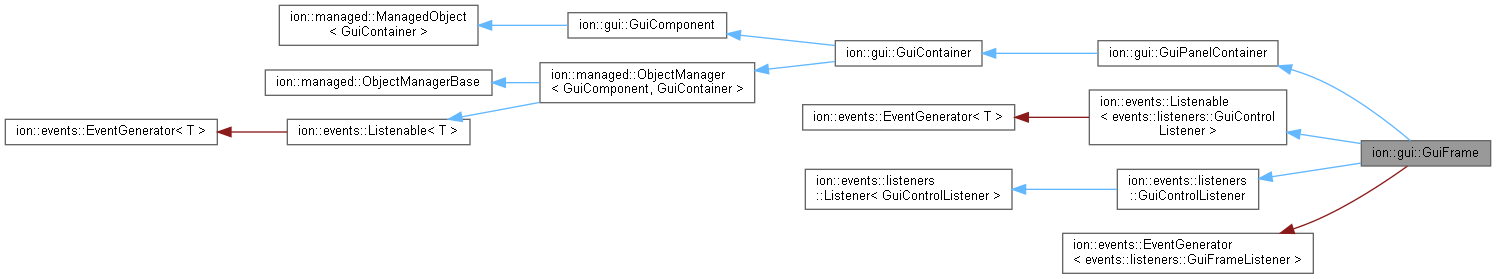 ion::managed::ManagedObject
< GuiContainer >
ion::gui::GuiComponent
ion::gui::GuiContainer
ion::gui::GuiPanelContainer
ion::managed::ObjectManagerBase
ion::managed::ObjectManager
< GuiComponent, GuiContainer >
ion::events::EventGenerator< T >
ion::events::Listenable< T >
ion::events::EventGenerator< T >
ion::events::Listenable
< events::listeners::GuiControl
Listener >
ion::gui::GuiFrame
ion::events::listeners
::Listener< GuiControlListener >
ion::events::listeners
::GuiControlListener
ion::events::EventGenerator
< events::listeners::GuiFrameListener >